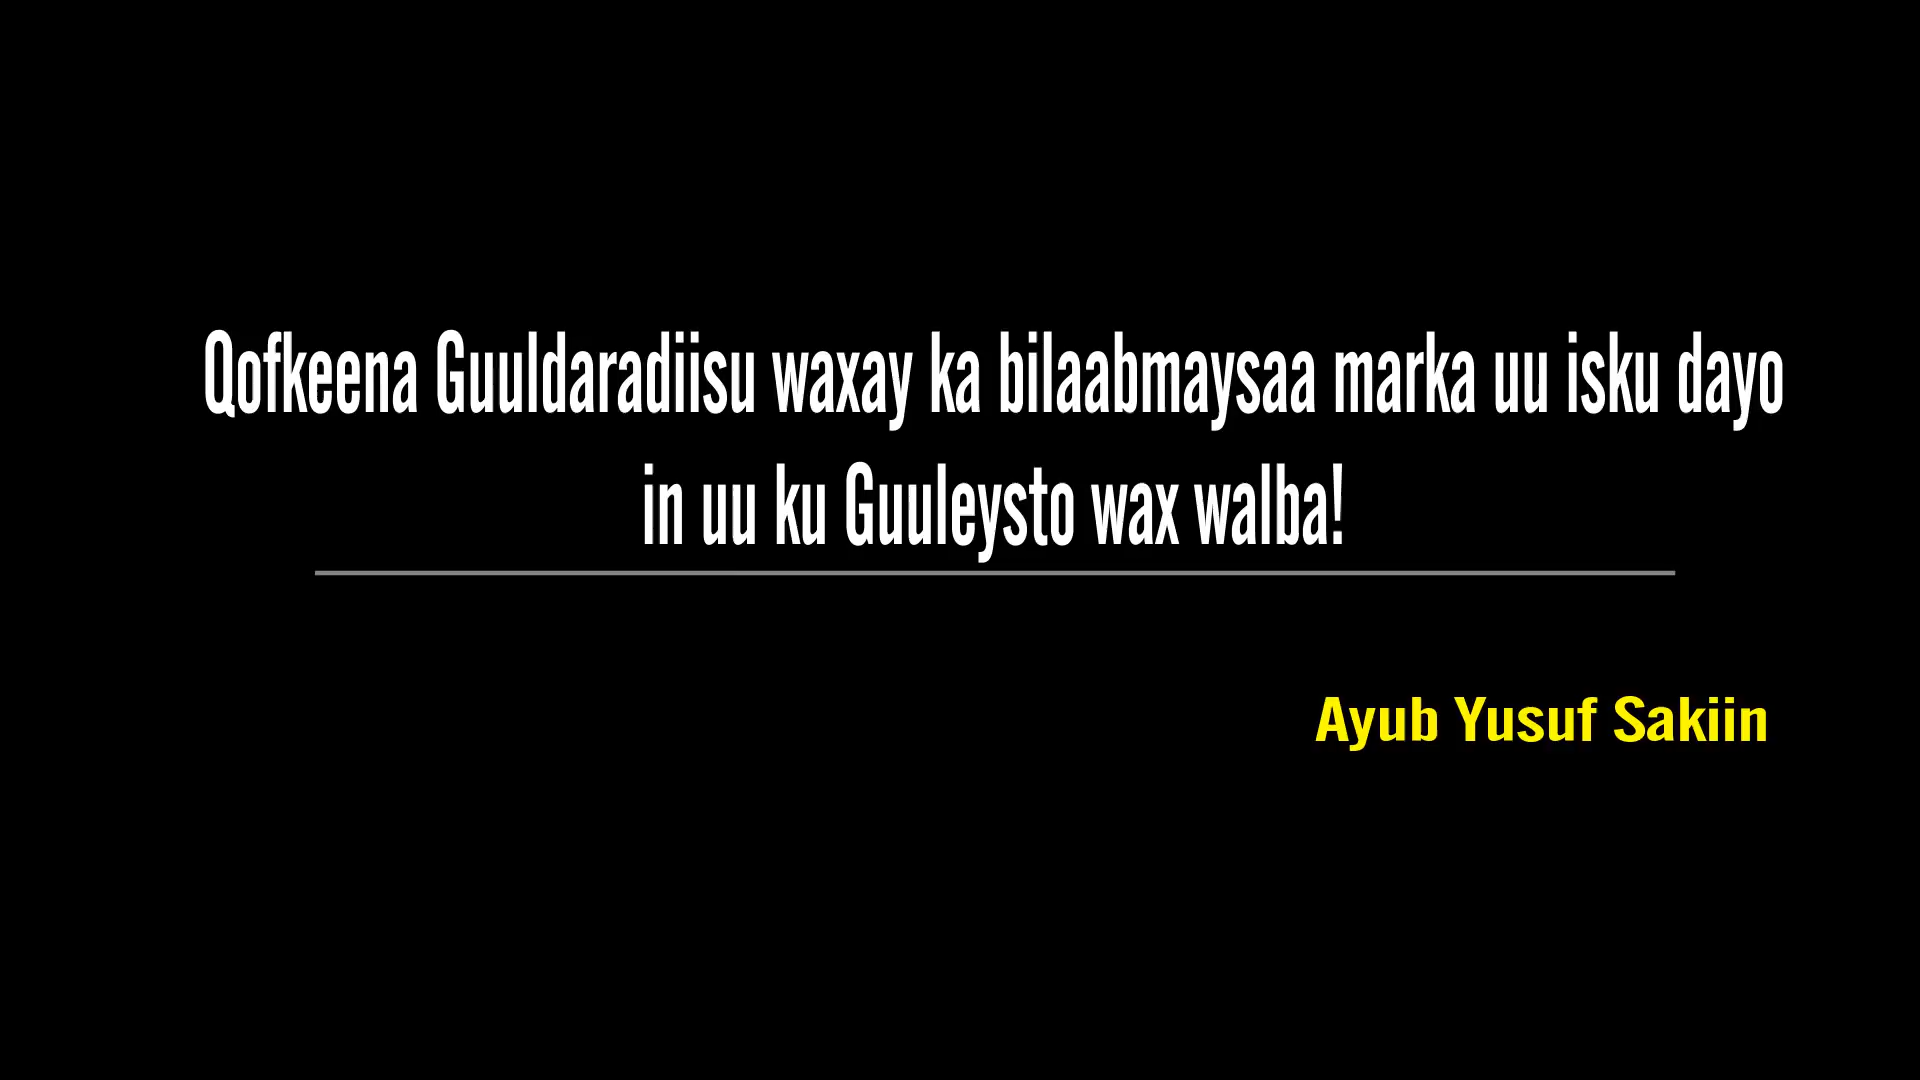 Qofkeena Guuldaradiisu waxay ka bilaabmaysaa marka uu isku dayo
in uu ku Guuleysto wax walba!
Ayub Yusuf Sakiin